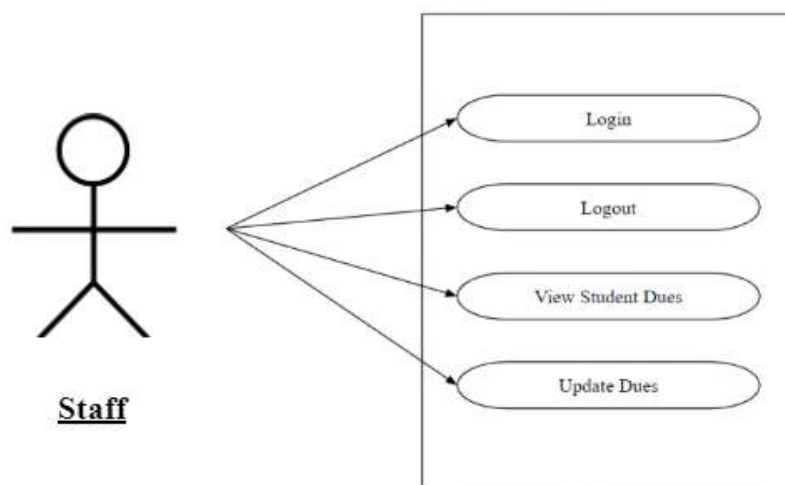 Login
Logout
View Student Dues
Update Dues
Staff